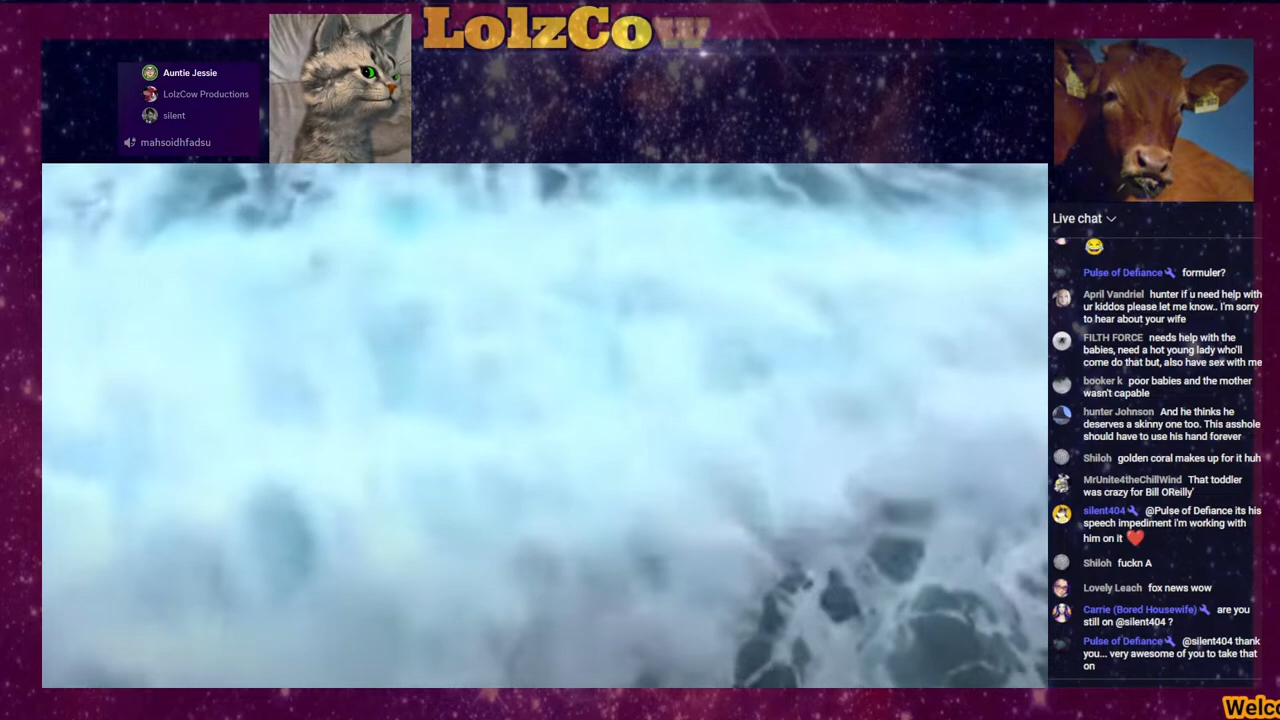 LolzCow
Auntie Jessie
LolzCow Productions
silent
mahsoidhfadsu
Live chat
Pulse of Defiance formuler?
April Vandriel hunter if u need help with
ur kiddos please let me know.. I'm sorry
to hear about your wife
FILTH FORCE needs help with the
babies, need a hot young lady who'll
come do that but, also have sex with me
booker k poor babies and the mother
wasn't capable
hunter Johnson And he thinks he
deserves a skinny one too. This asshole
should have to use his hand forever
Shiloh golden coral makes up for it huh
MrUnite4theChillWind That toddler
was crazy for Bill OReilly'
silent404 @Pulse of Defiance its his
speech impediment i'm working with
him on it
Shiloh fuckn A
Lovely Leach fox news wow
Carrie (Bored Housewife) are you
still on @silent404 ?
Pulse of Defiance @silent404 thank
you... very awesome of you to take that
on